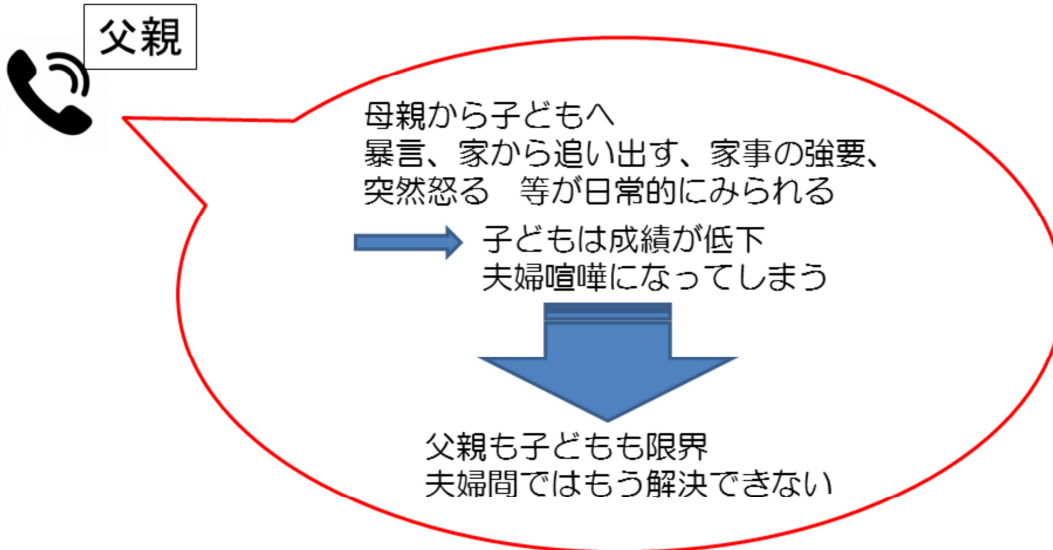 父親
母親から子どもへ
暴言、家から追い出す、家事の強要、
突然怒る　等が日常的にみられる
子どもは成績が低下
夫婦喧嘩になってしまう
父親も子どもも限界
夫婦間ではもう解決できない